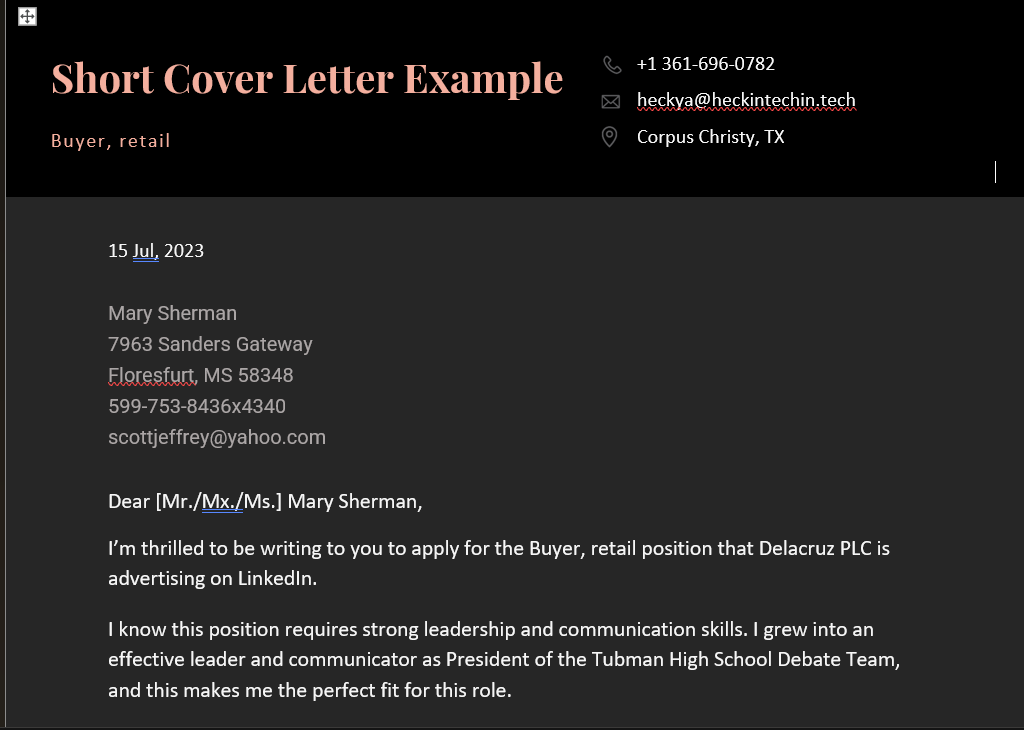 Short Cover Letter Example
Buyer, retail
+1 361-696-0782
heckya@heckintechin.tech
Corpus Christy, TX
15 Jul, 2023
Mary Sherman
7963 Sanders Gateway
Floresfurt, MS 58348
599-753-8436x4340
scottjeffrey@yahoo.com
Dear [Mr./Mx./Ms.] Mary Sherman,
I’m thrilled to be writing to you to apply for the Buyer, retail position that Delacruz PLC is
advertising on LinkedIn.
I know this position requires strong leadership and communication skills. I grew into an
effective leader and communicator as President of the Tubman High School Debate Team,
and this makes me the perfect fit for this role.